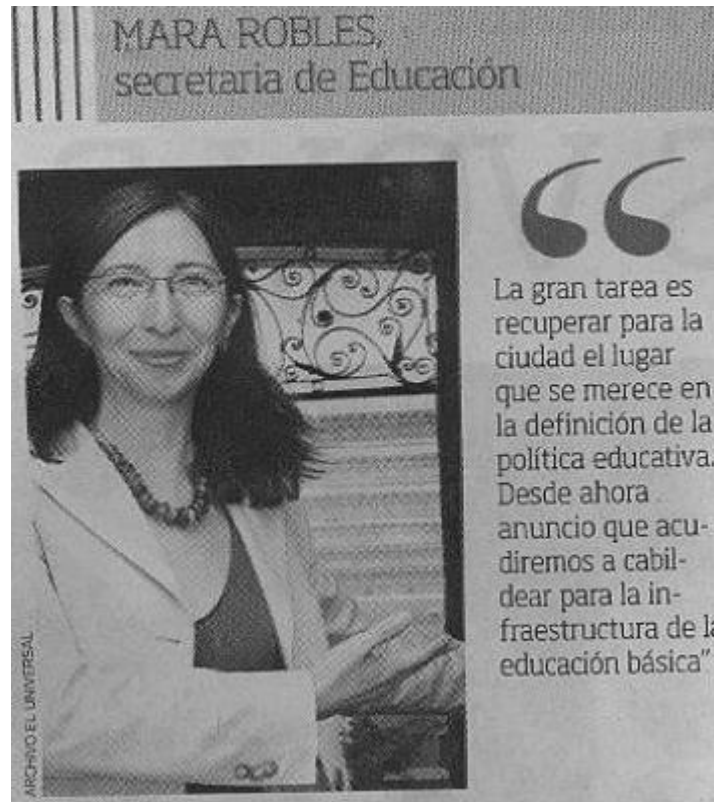 MARA ROBLES,
secretaria de Educación
“
La gran tarea es
recuperar para la
ciudad el lugar
que se merece en
la definición de la
política educativa.
Desde ahora
anuncio que acu-
diremos a cabil-
dear para la in-
fraestructura de la
educación básica”
ARCHIVO EL UNIVERSAL